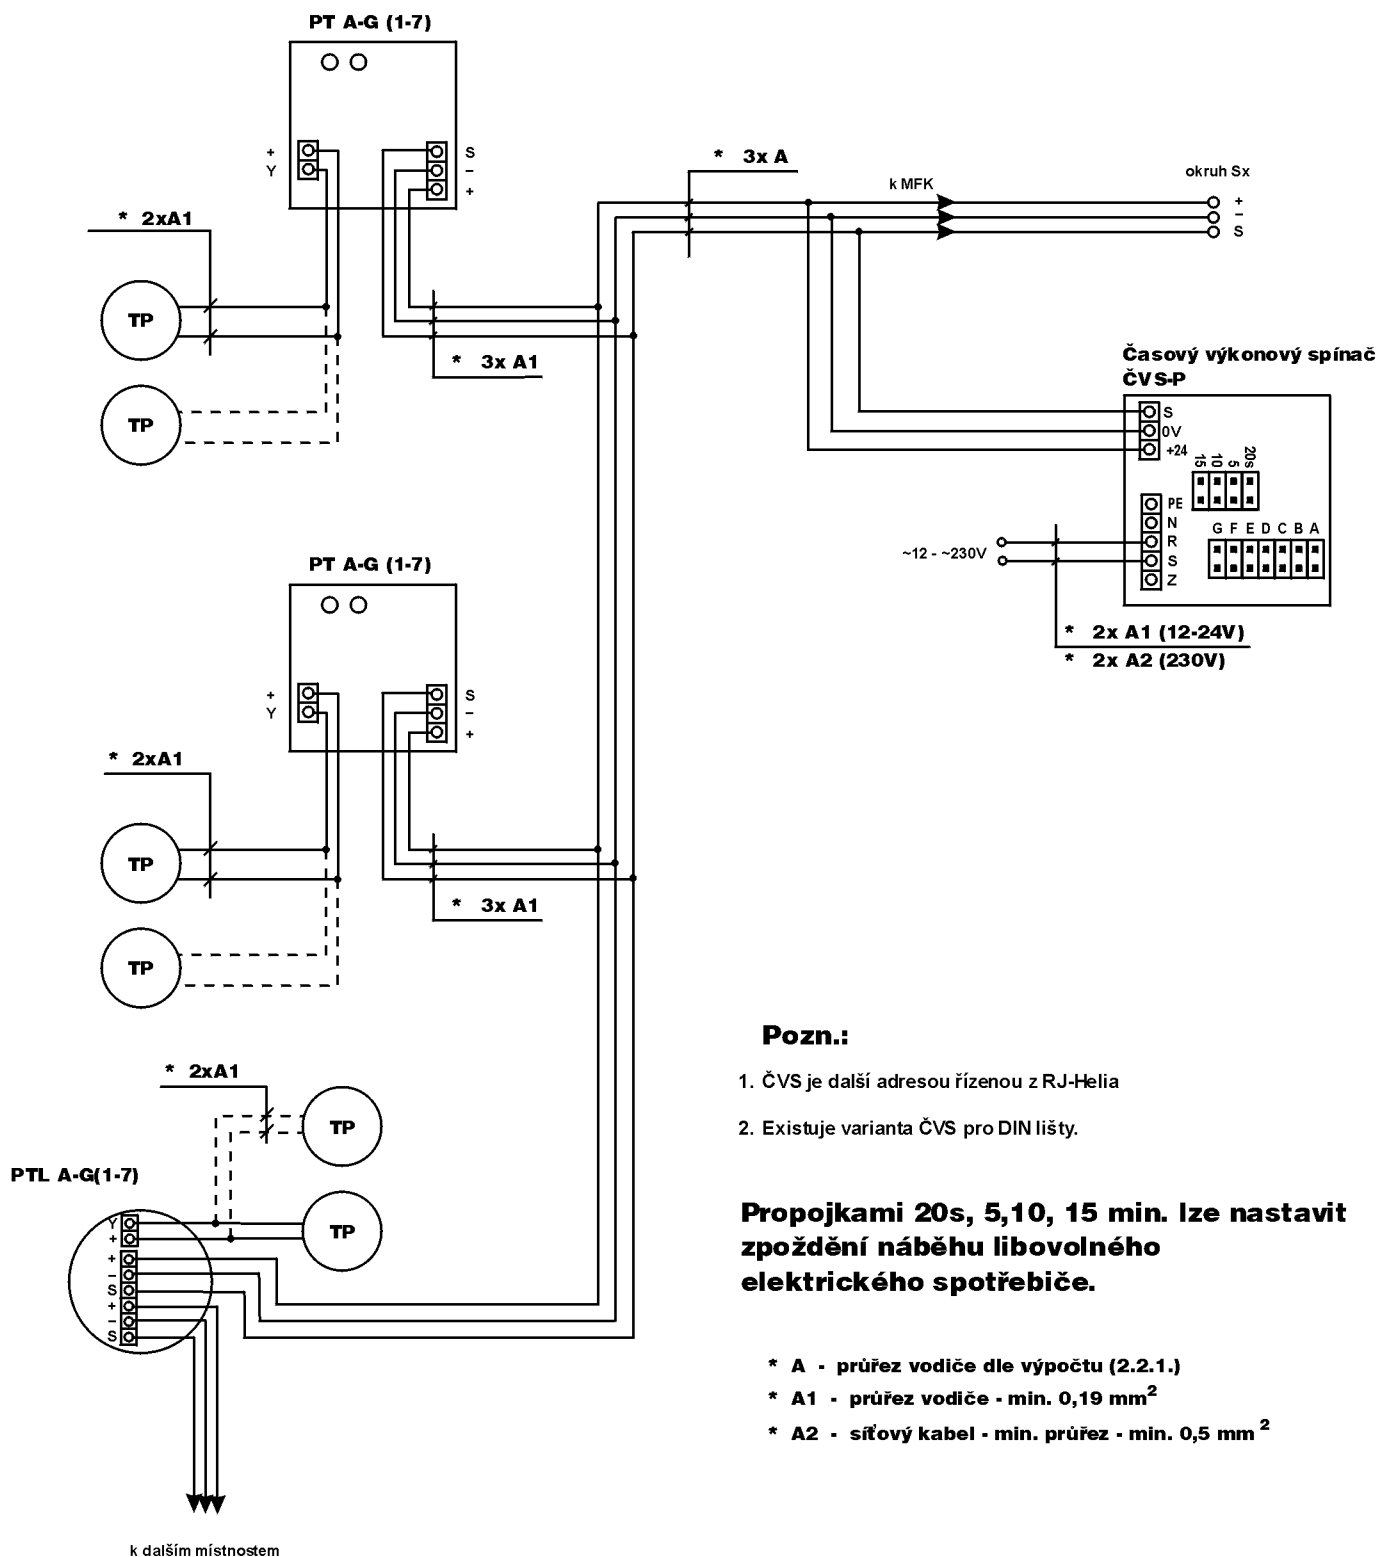 PT A-G (1-7)
+
Y
S
–
+
* 2xA1
TP
TP
* 3x A1
* 3x A
k MFK
okruh Sx
+
–
S
Časový výkonový spínač
ČVS-P
S
0V
+24
15
10
5
20s
PE
N
R
S
Z
G F E D C B A
~12 - ~230V
* 2x A1 (12-24V)
* 2x A2 (230V)
PT A-G (1-7)
+
Y
S
–
+
* 2xA1
TP
TP
* 3x A1
* 2xA1
TP
TP
PTL A-G(1-7)
Y
+
+
–
S
+
–
S
k dalším místnostem
Pozn.:
1. ČVS je další adresou řízenou z RJ-Helia
2. Existuje varianta ČVS pro DIN lišty.
Propojkami 20s, 5,10, 15 min. lze nastavit
zpoždění náběhu libovolného
elektrického spotřebiče.
* A - průřez vodiče dle výpočtu (2.2.1.)
* A1 - průřez vodiče - min. 0,19 mm²
* A2 - síťový kabel - min. průřez - min. 0,5 mm ²